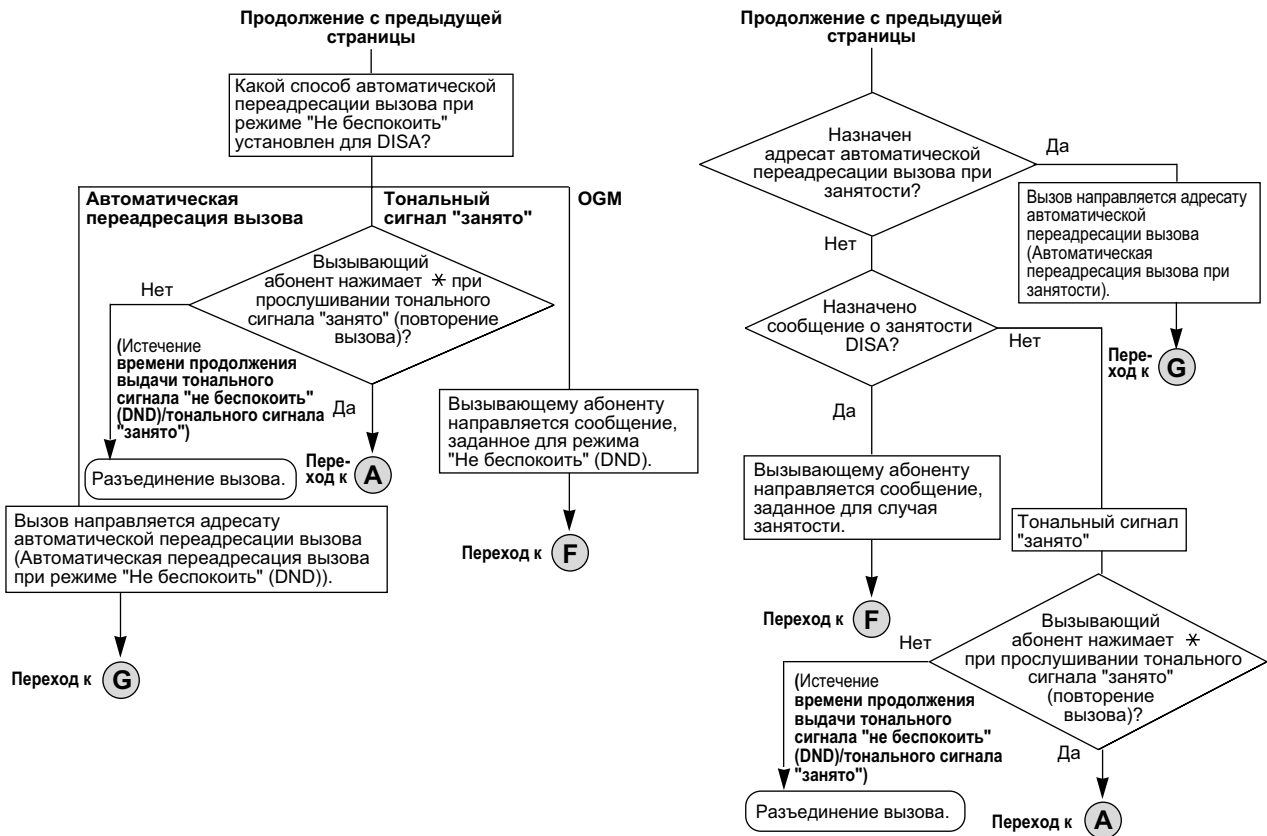 Продолжение с предыдущей
страницы
Какой способ автоматической
переадресации вызова при
режиме "Не беспокоить"
установлен для DISA?
Автоматическая
переадресация вызова
Тональный
сигнал "занято"
OGM
Вызывающий
абонент нажимает * при
прослушивании тонального
сигнала "занято" (повторение
вызова)?
Нет
(Истечение
времени продолжения
выдачи тонального
сигнала "не беспокоить"
(DND)/тонального сигнала
"занято")
Да
Разъединение вызова.
Пере-
ход к A
Вызывающему абоненту
направляется сообщение,
заданное для режима
"Не беспокоить" (DND).
Переход к F
Вызов направляется адресату
автоматической переадресации вызова
(Автоматическая переадресация вызова
при режиме "Не беспокоить" (DND)).
Переход к G
Продолжение с предыдущей
страницы
Назначен
адресат автоматической
переадресации вызова при
занятости?
Да
Вызов направляется адресату
автоматической
переадресации вызова
(Автоматическая
переадресация вызова при
занятости).
Пере-
ход к G
Нет
Назначено
сообщение о занятости
DISA?
Нет
Да
Вызывающему абоненту
направляется сообщение,
заданное для случая
занятости.
Переход к F
Тональный сигнал
"занято"
Вызывающий
абонент нажимает *
при прослушивании тонального
сигнала "занято"
(повторение
вызова)?
Нет
(Истечение
времени продолжения
выдачи тонального
сигнала "не беспокоить"
(DND)/тонального сигнала
"занято")
Да
Разъединение вызова.
Переход к A